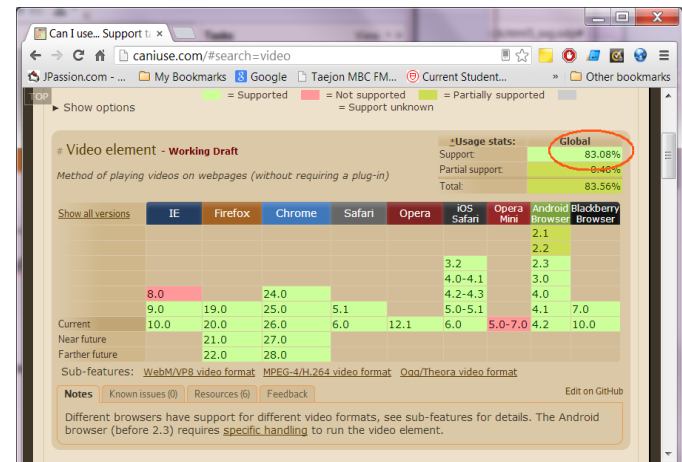 Can I use... Support t
caniuse.com/#search=video
JPassion.com - ... My Bookmarks Google Taejon MBC FM... Current Student... » Other bookmarks
TOP
= Supported = Not supported = Partially supported
Show options = Support unknown
# Video element - Working Draft
*Usage stats: Global
Support: 83.08%
Method of playing videos on webpages (without requiring a plug-in)
Partial support: 0.48%
Total: 83.56%
Show all versions IE Firefox Chrome Safari Opera iOS Safari Opera Mini Android Browser Blackberry Browser
2.1
2.2
3.2 2.3
4.0-4.1 3.0
8.0 24.0 4.2-4.3 4.0
9.0 19.0 25.0 5.1 5.0-5.1 4.1 7.0
Current 10.0 20.0 26.0 6.0 12.1 6.0 5.0-7.0 4.2 10.0
Near future 21.0 27.0
Farther future 22.0 28.0
Sub-features: WebM/VP8 video format MPEG-4/H.264 video format Ogg/Theora video format
Notes Known issues (0) Resources (6) Feedback Edit on GitHub
Different browsers have support for different video formats, see sub-features for details. The Android
browser (before 2.3) requires specific handling to run the video element.